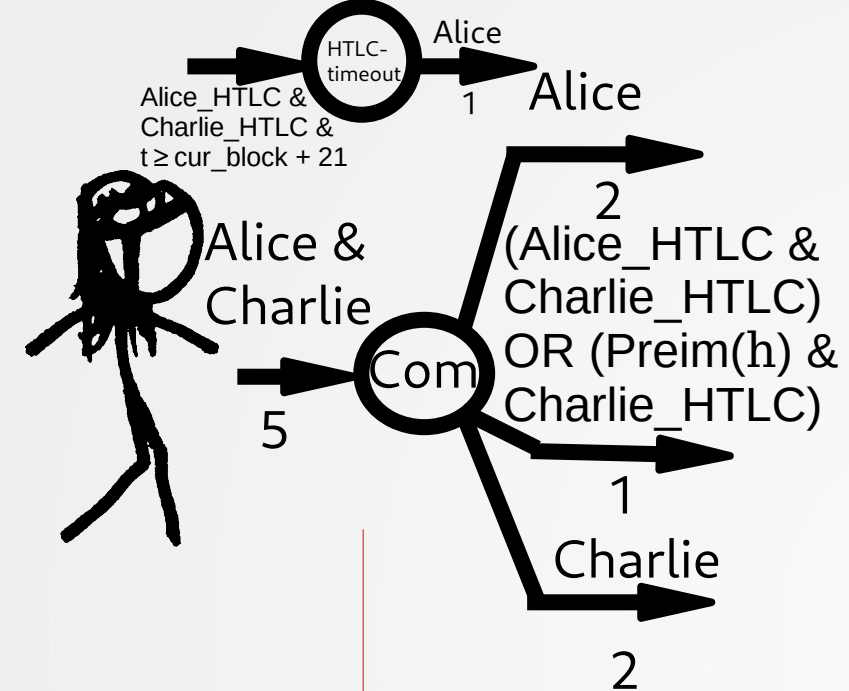 HTLC-
timeout
Alice
1
Alice_HTLC &
Charlie_HTLC &
t ≥ cur_block + 21
Alice
2
Alice &
Charlie
5
Com
(Alice_HTLC &
Charlie_HTLC)
OR (Preim(h) &
Charlie_HTLC)
1
Charlie
2